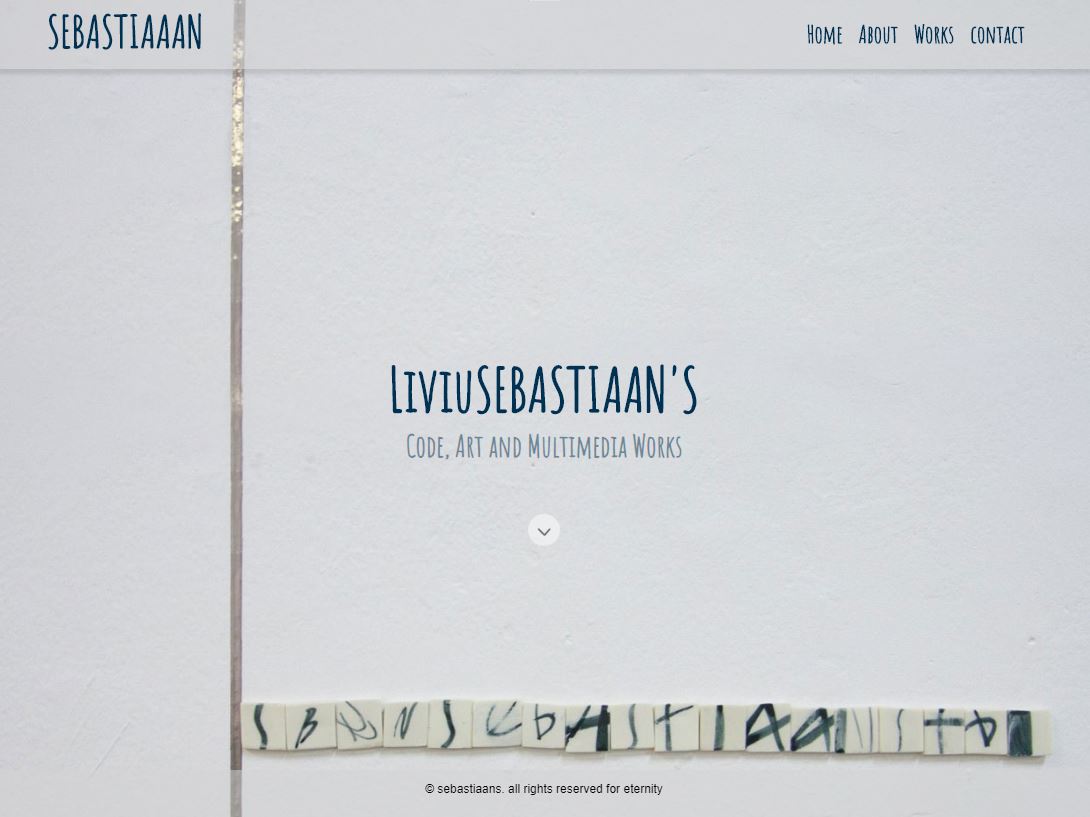 SEBASTIAAAN
Home About Works contact
LiviuSEBASTIAAN'S
Code, Art and Multimedia Works
© sebastiaans. all rights reserved for eternity